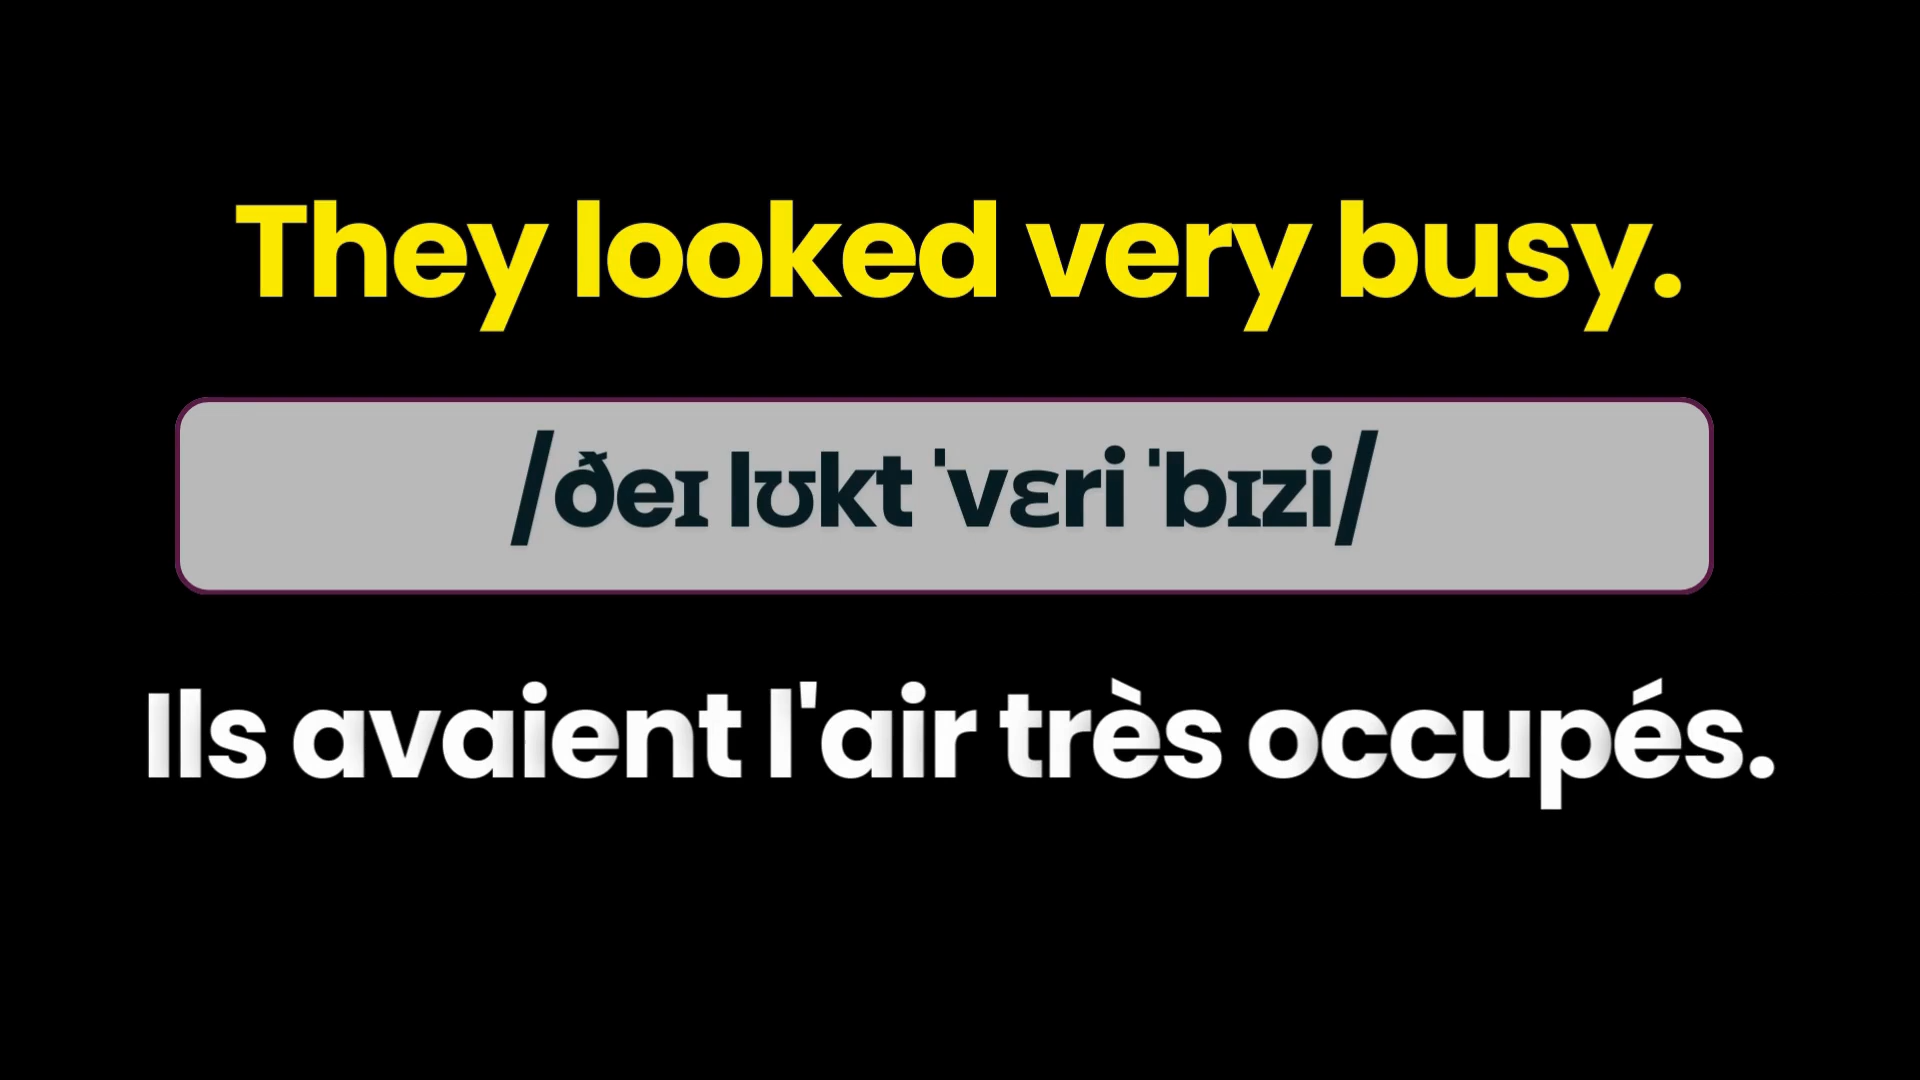 They looked very busy.
/ðeɪ lʊkt ˈvɛri ˈbɪzi/
Ils avaient l'air très occupés.